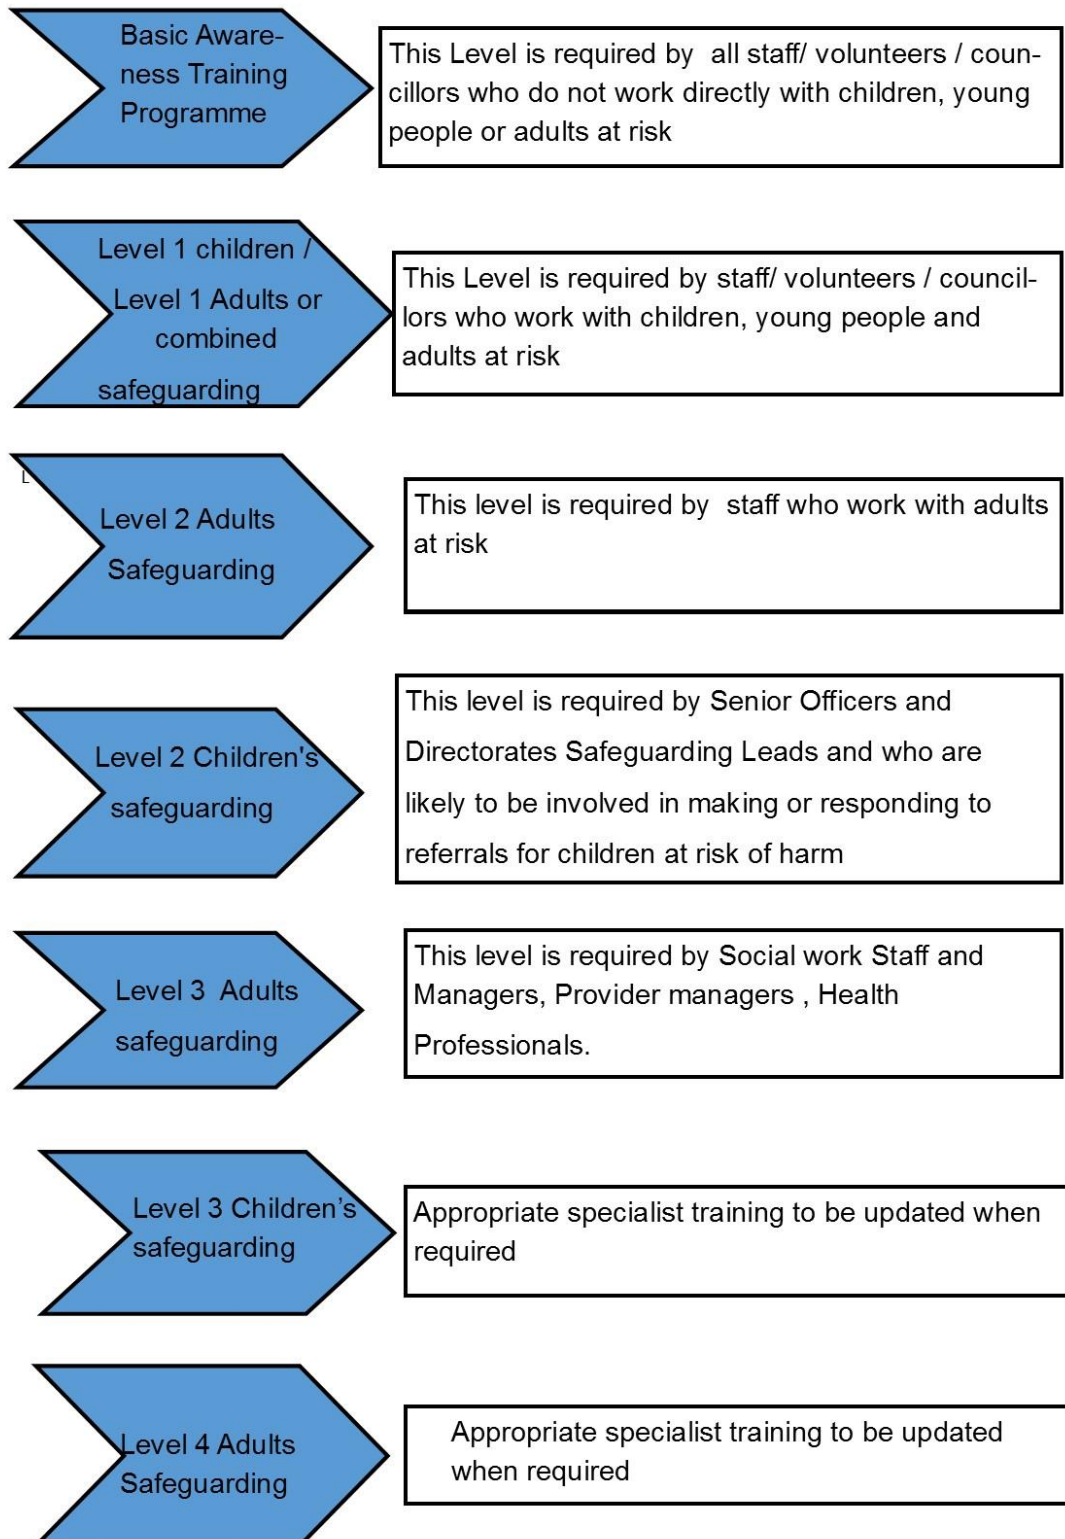 Basic Aware-
ness Training
Programme
This Level is required by all staff/ volunteers / coun-
cillors who do not work directly with children, young
people or adults at risk
Level 1 children /
Level 1 Adults or
combined
safeguarding
This Level is required by staff/ volunteers / council-
lors who work with children, young people and
adults at risk
L
Level 2 Adults
Safeguarding
This level is required by staff who work with adults
at risk
Level 2 Children's
safeguarding
This level is required by Senior Officers and
Directorates Safeguarding Leads and who are
likely to be involved in making or responding to
referrals for children at risk of harm
Level 3 Adults
safeguarding
This level is required by Social work Staff and
Managers, Provider managers , Health
Professionals.
Level 3 Children’s
safeguarding
Appropriate specialist training to be updated when
required
Level 4 Adults
Safeguarding
Appropriate specialist training to be updated
when required